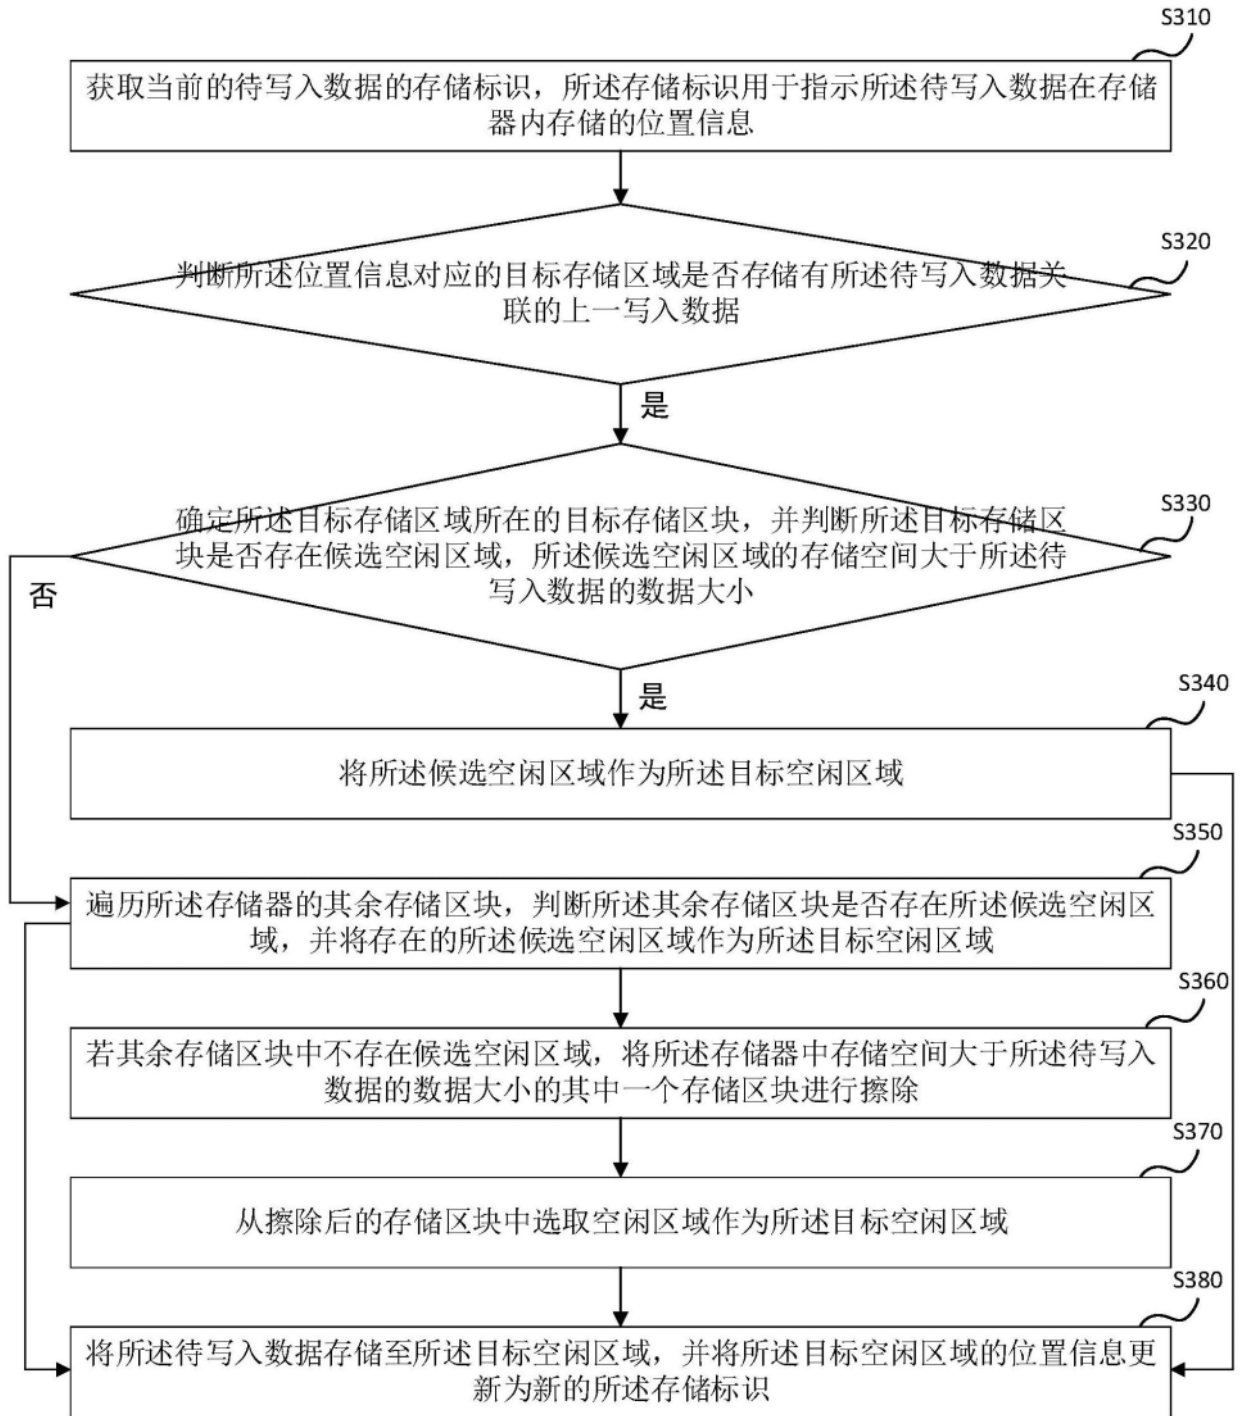 S310
获取当前的待写入数据的存储标识，所述存储标识用于指示所述待写入数据在存储
器内存储的位置信息
S320
判断所述位置信息对应的目标存储区域是否存储有所述待写入数据关
联的上一写入数据
是
S330
确定所述目标存储区域所在的目标存储区块，并判断所述目标存储区
块是否存在候选空闲区域，所述候选空闲区域的存储空间大于所述待
写入数据的数据大小
否
是
S340
将所述候选空闲区域作为所述目标空闲区域
S350
遍历所述存储器的其余存储区块，判断所述其余存储区块是否存在所述候选空闲区
域，并将存在的所述候选空闲区域作为所述目标空闲区域
S360
若其余存储区块中不存在候选空闲区域，将所述存储器中存储空间大于所述待写入
数据的数据大小的其中一个存储区块进行擦除
S370
从擦除后的存储区块中选取空闲区域作为所述目标空闲区域
S380
将所述待写入数据存储至所述目标空闲区域，并将所述目标空闲区域的位置信息更
新为新的所述存储标识